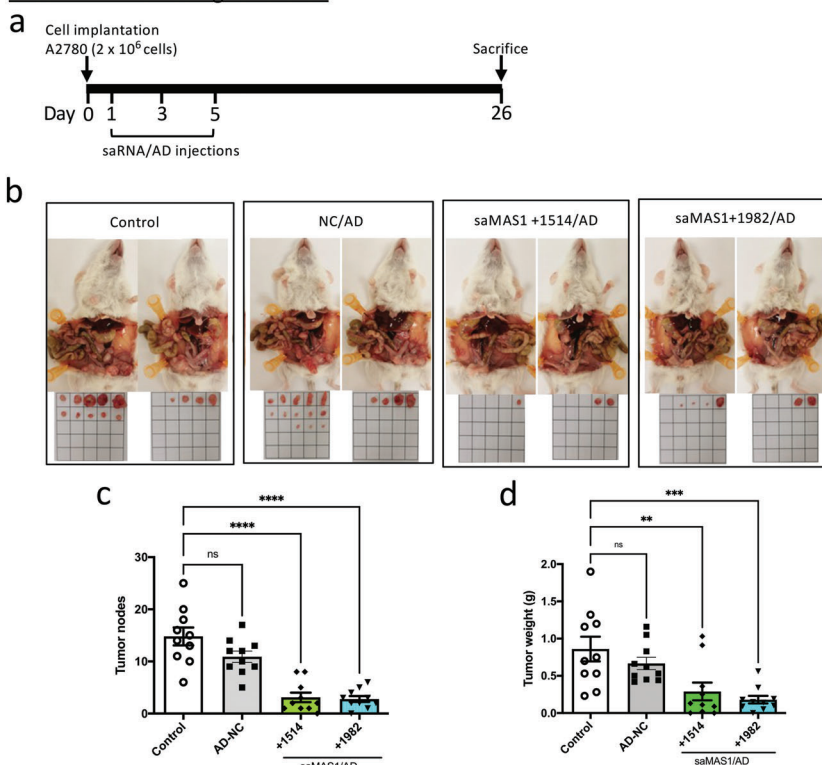 a
Cell implantation
A2780 (2 x 10⁶ cells)
Sacrifice
Day 0 1 3 5 26
saRNA/AD injections
b
Control NC/AD saMAS1 +1514/AD saMAS1+1982/AD
c
****
****
ns
30
20
10
0
Tumor nodes
Control
AD-NC
+1514
+1982
saMAS1/AD
d
***
**
ns
2.0
1.5
1.0
0.5
0.0
Tumor weight (g)
Control
AD-NC
+1514
+1982
saMAS1/AD